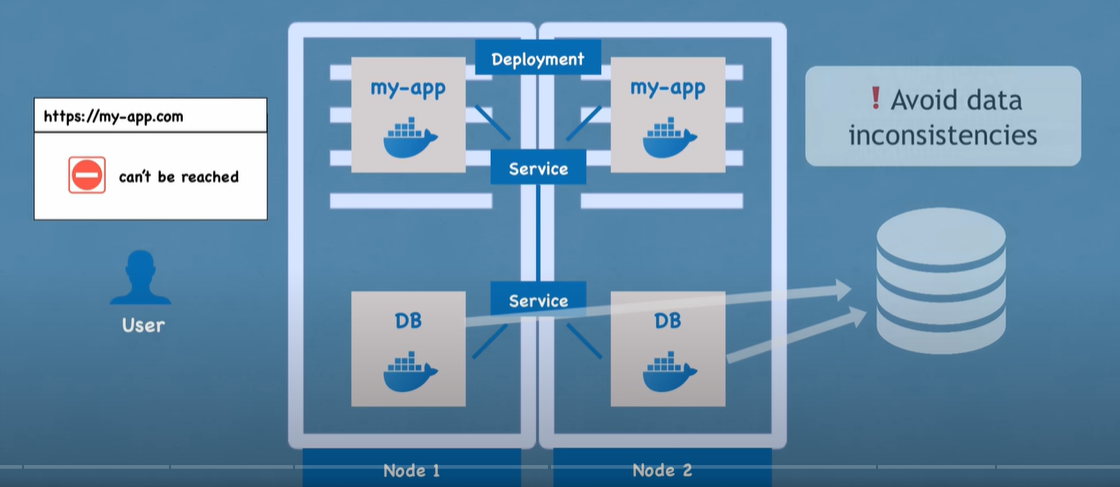 Deployment
my-app
my-app
https://my-app.com
can't be reached
Service
! Avoid data
inconsistencies
Service
DB
DB
User
Node 1
Node 2